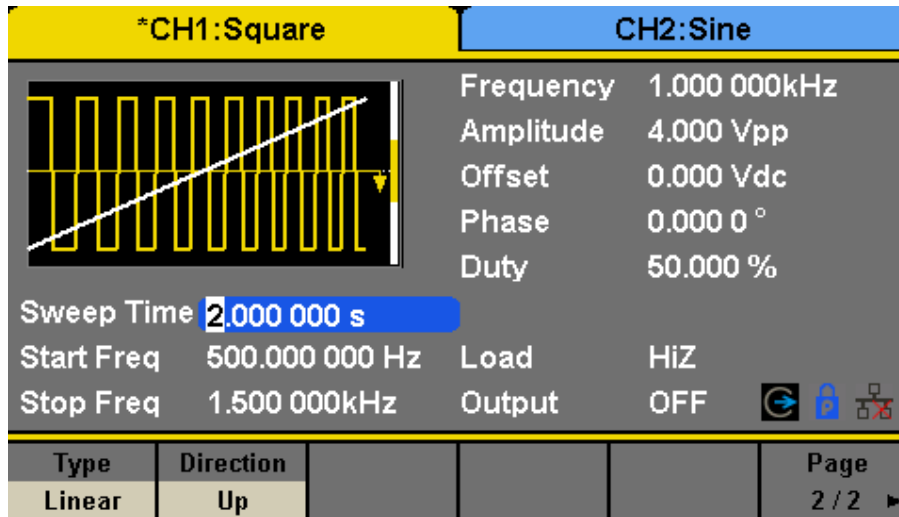 *CH1:Square
CH2:Sine
Frequency 1.000 000kHz
Amplitude 4.000 Vpp
Offset 0.000 Vdc
Phase 0.000 0 °
Duty 50.000 %
Sweep Time 2.000 000 s
Start Freq 500.000 000 Hz
Load HiZ
Stop Freq 1.500 000kHz
Output OFF
P
Type
Linear
Direction
Up
Page
2 / 2